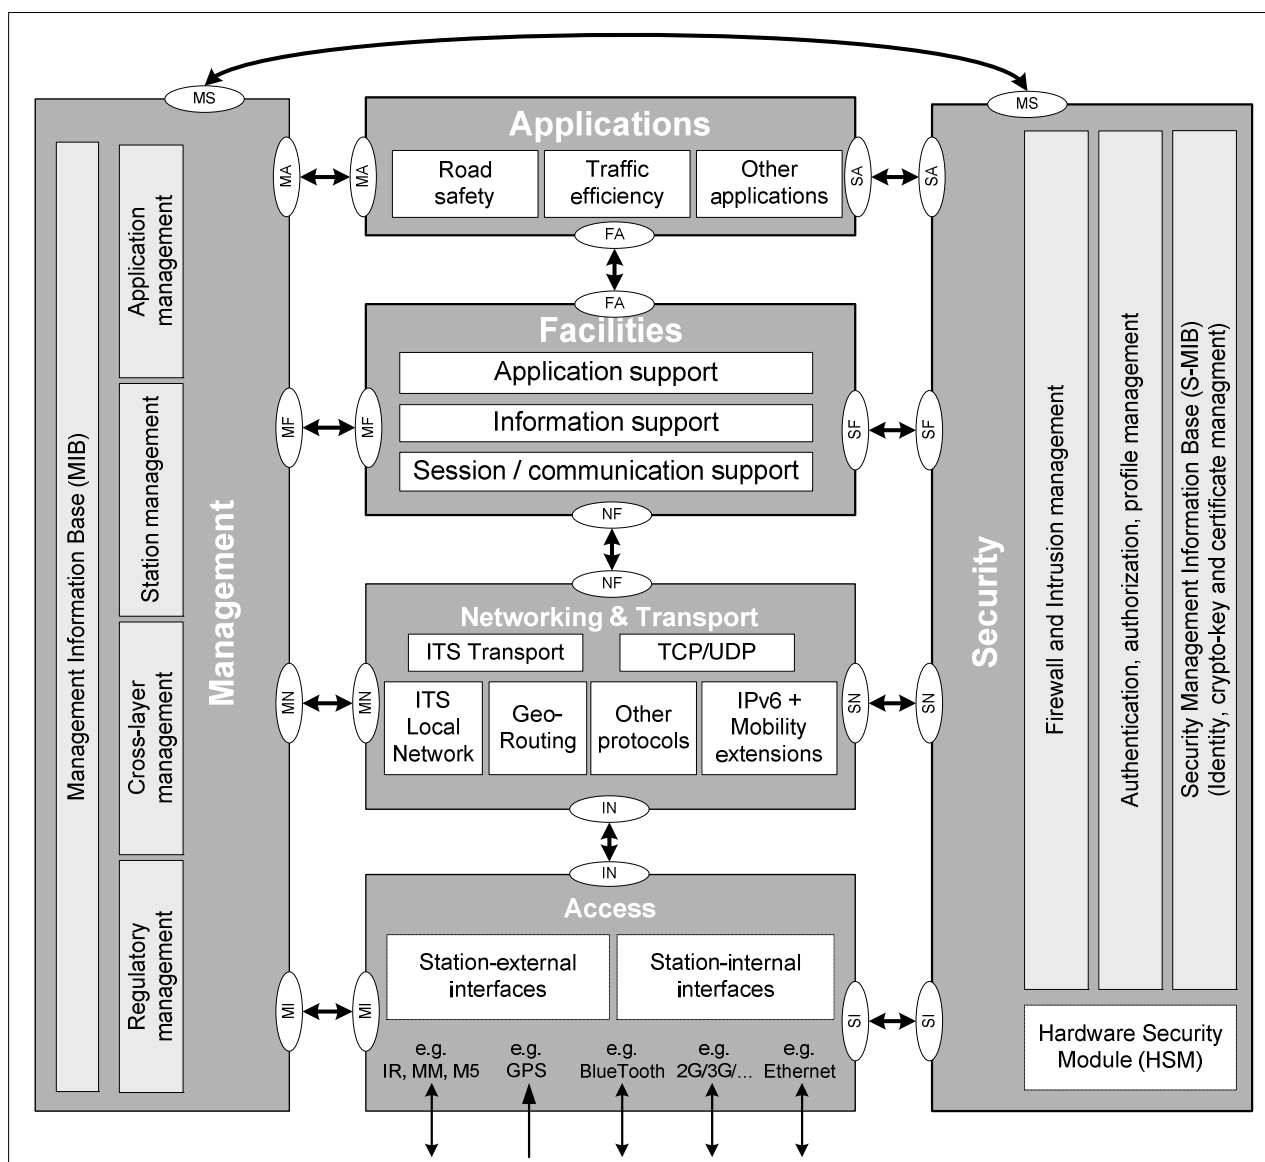 MS
MS
Management Information Base (MIB)
Application
management
Station management
Cross-layer
management
Regulatory
management
Management
MA
MA
MF
MF
MN
MN
MI
MI
Applications
Road
safety
Traffic
efficiency
Other
applications
FA
FA
Facilities
Application support
Information support
Session / communication support
NF
NF
Networking & Transport
ITS Transport
TCP/UDP
ITS
Local
Network
Geo-
Routing
Other
protocols
IPv6 +
Mobility
extensions
IN
IN
Access
Station-external
interfaces
Station-internal
interfaces
e.g.
IR, MM, M5
e.g.
GPS
e.g.
BlueTooth
e.g.
2G/3G/...
e.g.
Ethernet
SA
SA
SF
SF
SN
SN
SI
SI
Security
Firewall and Intrusion management
Authentication, authorization, profile management
Security Management Information Base (S-MIB)
(Identity, crypto-key and certificate managment)
Hardware Security
Module (HSM)